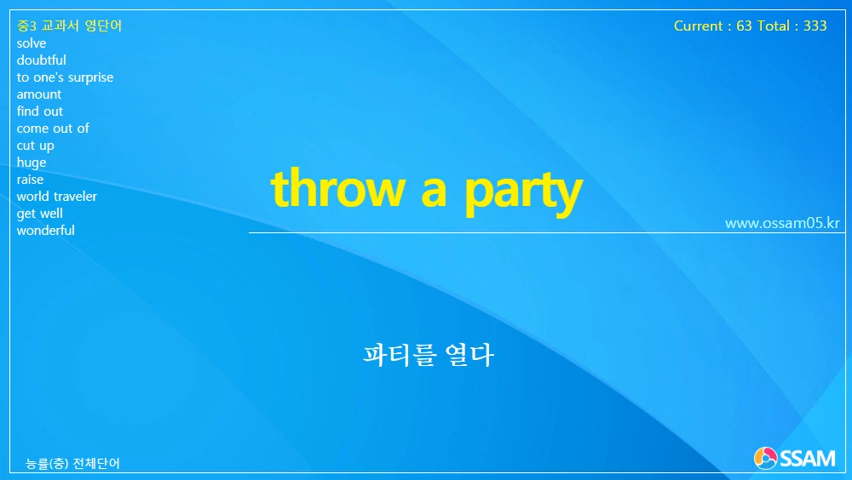 중3 교과서 영단어
Current : 63 Total : 333
solve
doubtful
to one's surprise
amount
find out
come out of
cut up
huge
raise
world traveler
get well
wonderful
throw a party
www.ossam05.kr
파티를 열다
능률(중) 전체단어
OSSAM